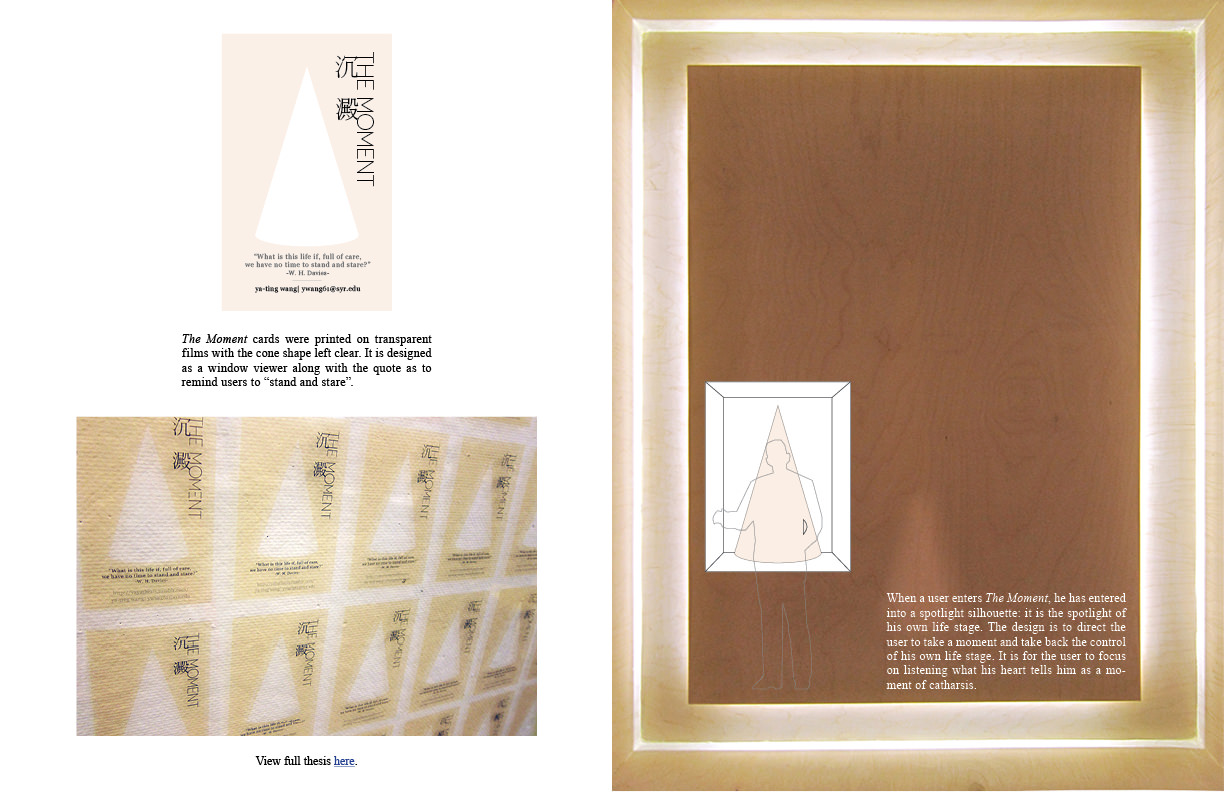 沉澱
THE MOMENT
"What is this life if, full of care,
we have no time to stand and stare?"
-W. H. Davies-
ya-ting wang| ywang61@syr.edu
The Moment cards were printed on transparent
films with the cone shape left clear. It is designed
as a window viewer along with the quote as to
remind users to “stand and stare”.
沉澱
THE MOMENT
"What is this life if, full of care,
we have no time to stand and stare?"
-W. H. Davies-
沉澱
THE MOMENT
"What is this life if, full of care,
we have no time to stand and stare?"
-W. H. Davies-
沉澱
THE MOMENT
沉澱
THE MOMENT
沉澱
THE MOMENT
沉澱
THE MOMENT
View full thesis here.
When a user enters The Moment, he has entered
into a spotlight silhouette: it is the spotlight of
his own life stage. The design is to direct the
user to take a moment and take back the control
of his own life stage. It is for the user to focus
on listening what his heart tells him as a mo-
ment of catharsis.